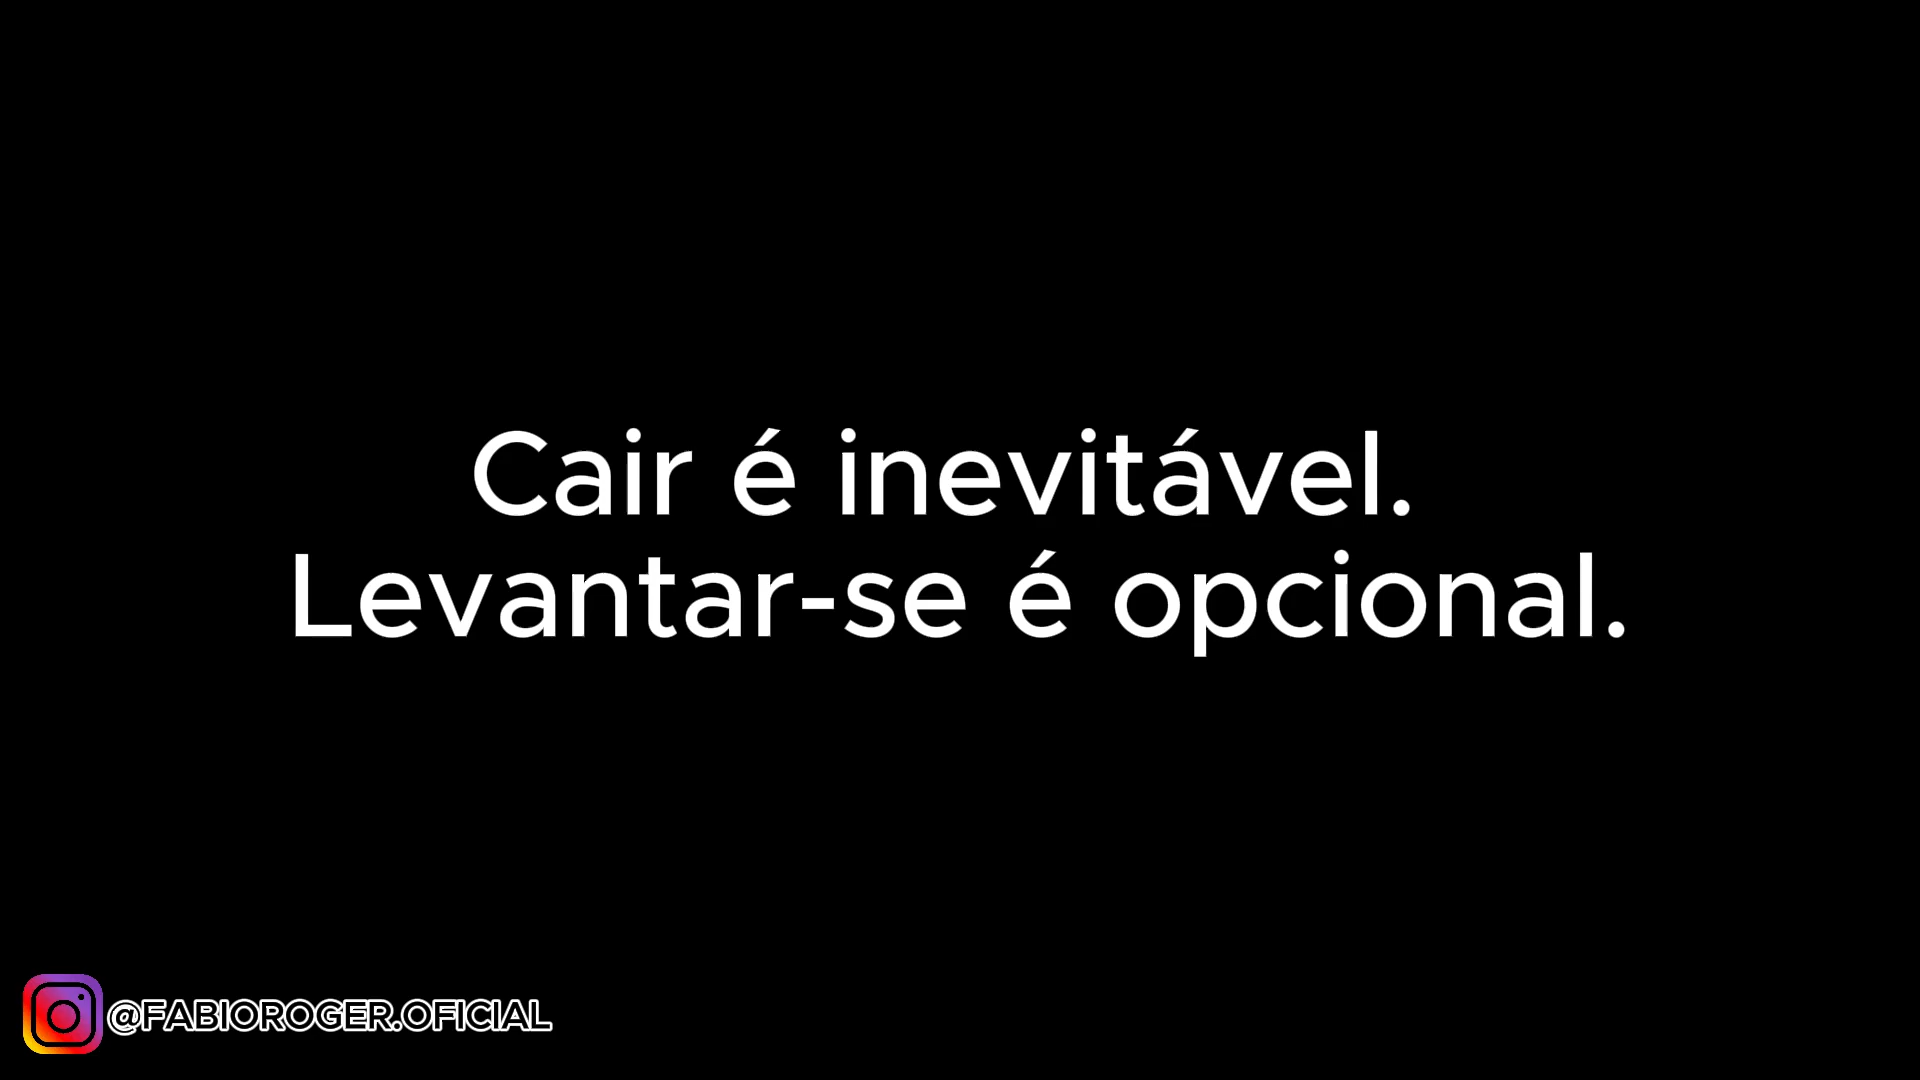 Cair é inevitável.
Levantar-se é opcional.
@FABIOROGER.OFICIAL